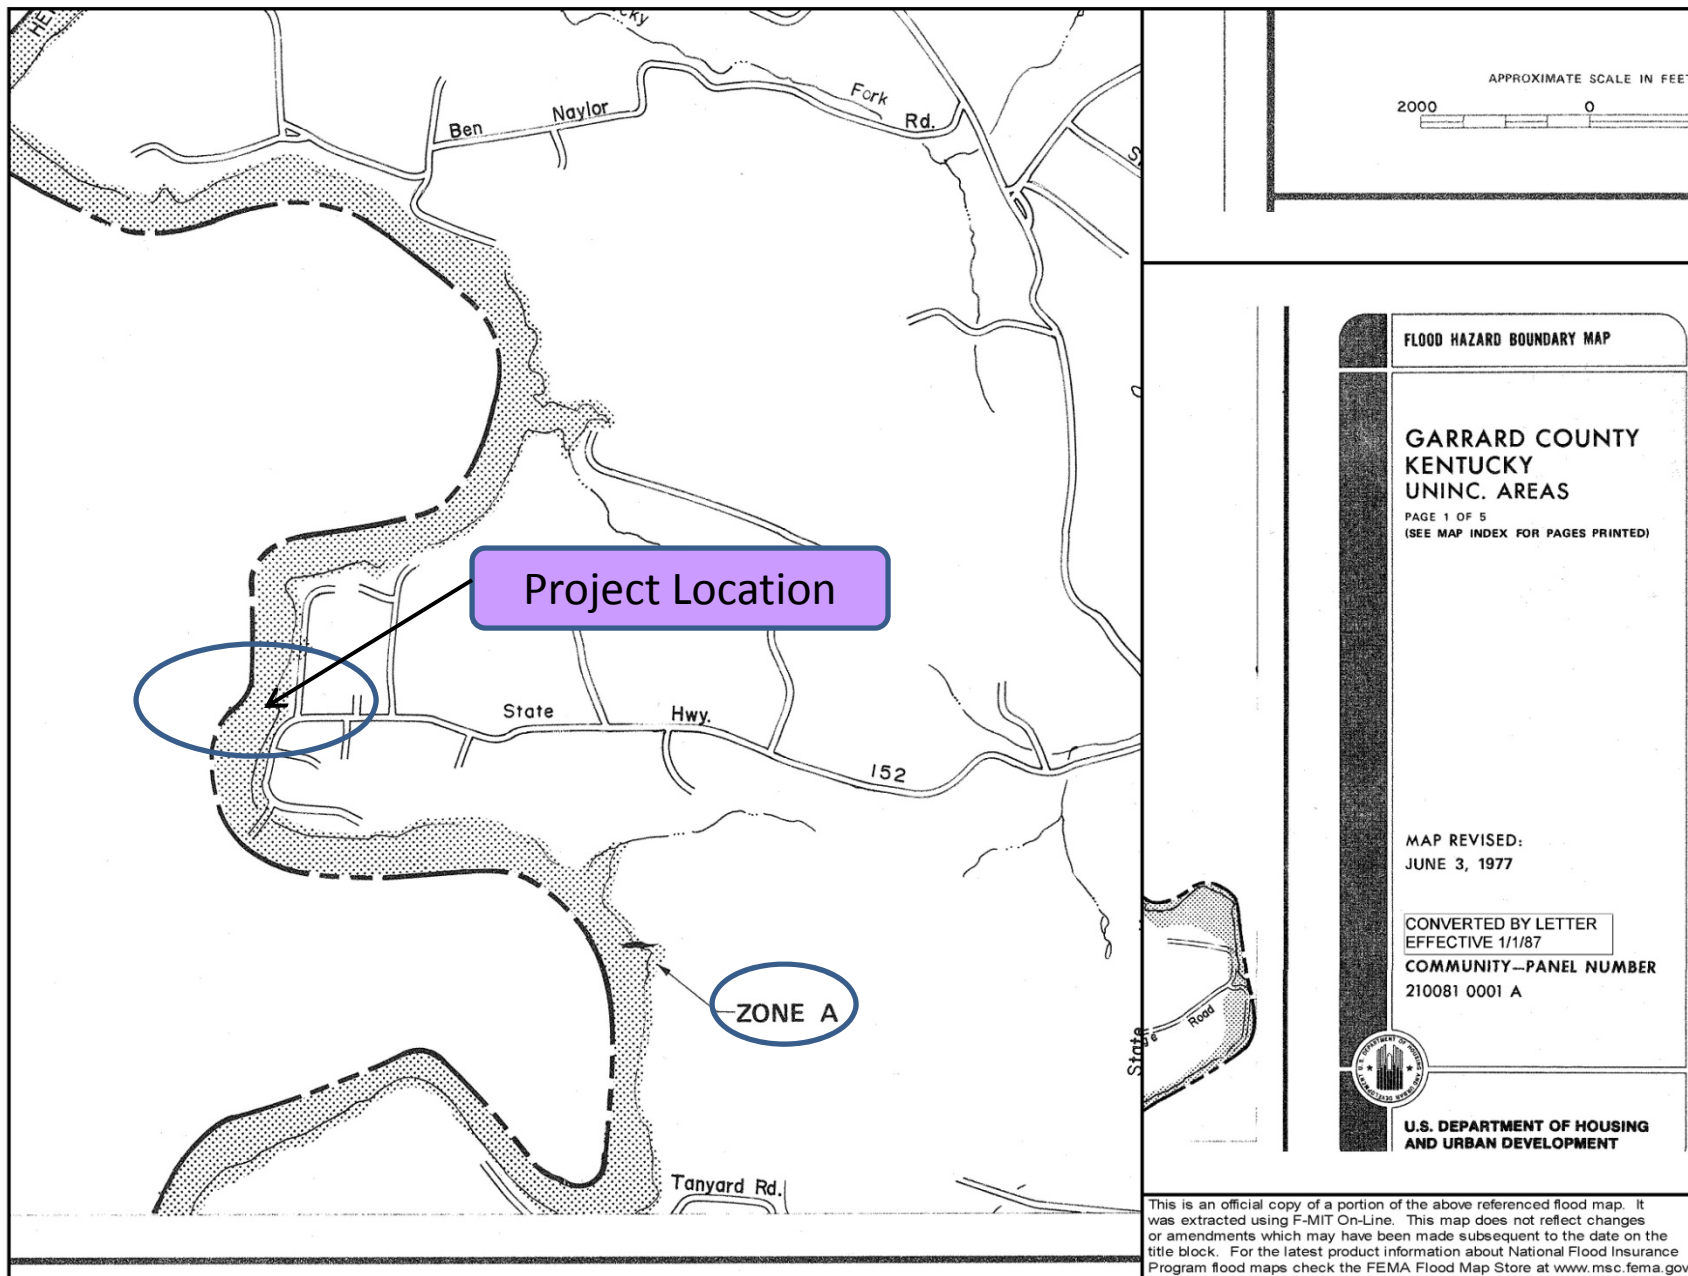 Ben
Naylor
Fork
Rd.
Project Location
State
Hwy.
152
ZONE A
Tanyard Rd.
APPROXIMATE SCALE IN FEET
2000
0
FLOOD HAZARD BOUNDARY MAP
GARRARD COUNTY
KENTUCKY
UNINC. AREAS
PAGE 1 OF 5
(SEE MAP INDEX FOR PAGES PRINTED)
MAP REVISED:
JUNE 3, 1977
CONVERTED BY LETTER
EFFECTIVE 1/1/87
COMMUNITY—PANEL NUMBER
210081 0001 A
State
Road
U.S. DEPARTMENT OF HOUSING AND URBAN DEVELOPMENT
U.S. DEPARTMENT OF HOUSING
AND URBAN DEVELOPMENT
This is an official copy of a portion of the above referenced flood map. It
was extracted using F-MIT On-Line. This map does not reflect changes
or amendments which may have been made subsequent to the date on the
title block. For the latest product information about National Flood Insurance
Program flood maps check the FEMA Flood Map Store at www.msc.fema.gov